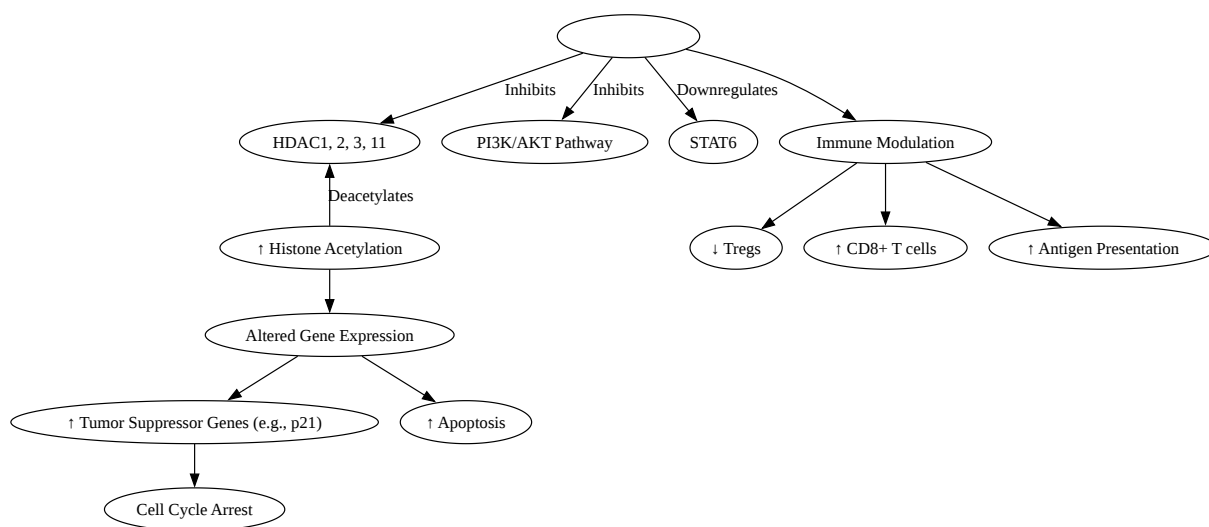 Inhibits
Inhibits
Downregulates
HDAC1, 2, 3, 11
PI3K/AKT Pathway
STAT6
Immune Modulation
Deacetylates
↑ Histone Acetylation
↓ Tregs
↑ CD8+ T cells
↑ Antigen Presentation
Altered Gene Expression
↑ Tumor Suppressor Genes (e.g., p21)
↑ Apoptosis
Cell Cycle Arrest